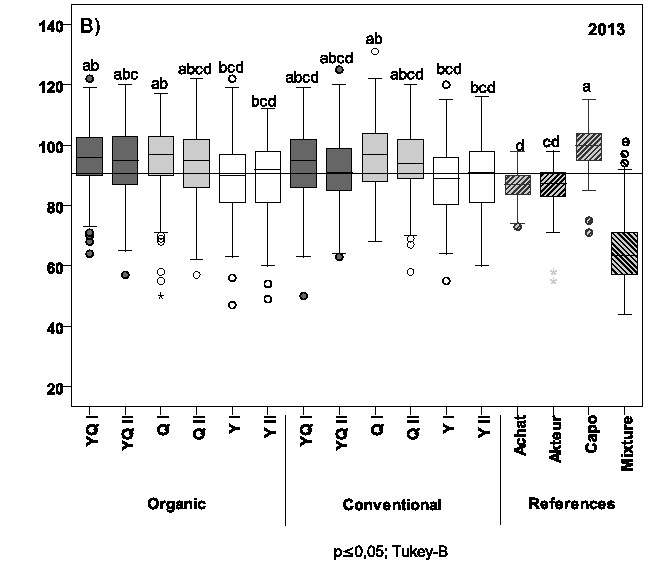 B)
2013
140
120
100
80
60
40
20
ab
abc
ab
abcd
bcd
bcd
abcd
abcd
ab
abcd
bcd
bcd
d
cd
a
YQ I
YQ II
Q I
Q II
Y I
Y II
YQ I
YQ II
Q I
Q II
Y I
Y II
Achat
Akteur
Capo
Mixture
Organic
Conventional
References
p≤0,05; Tukey-B